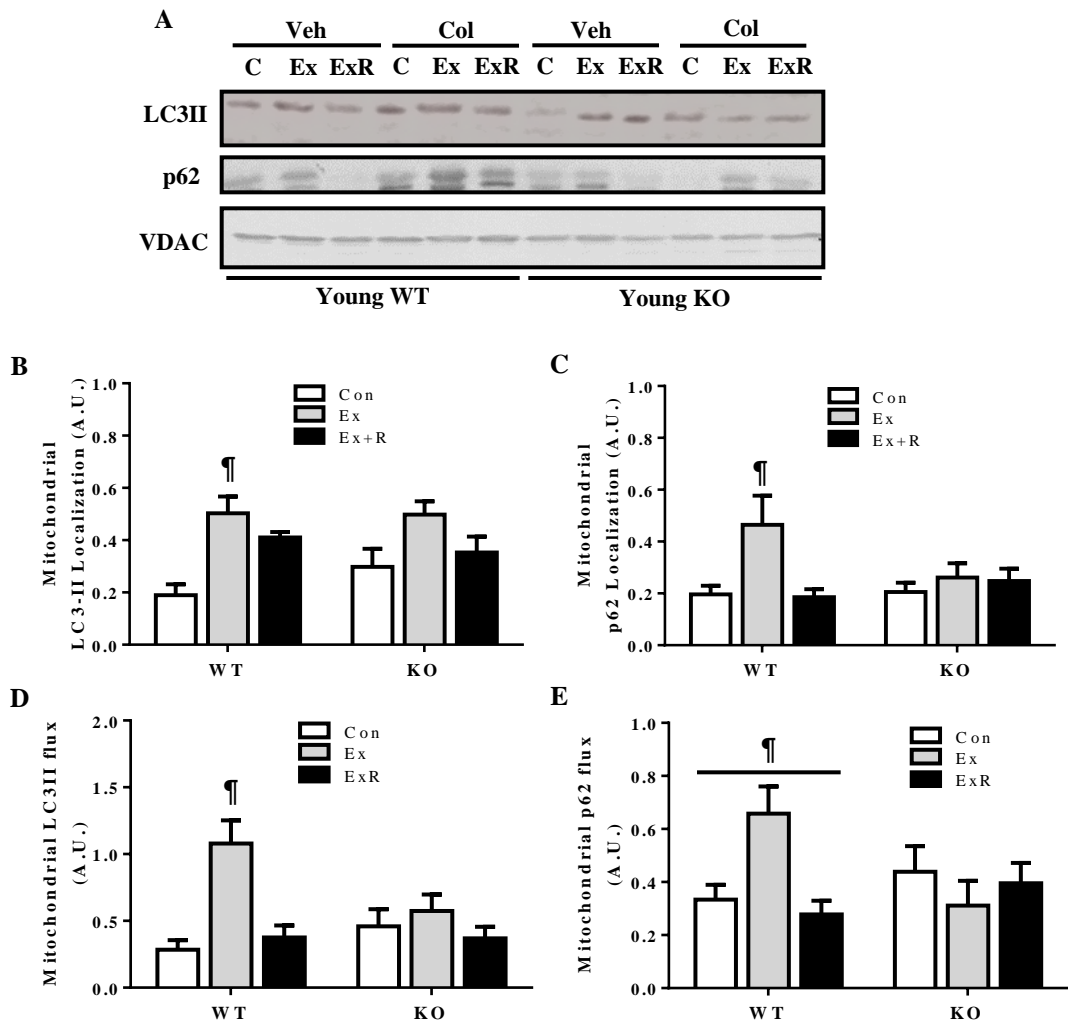 A
Veh Col Veh Col
C Ex ExR C Ex ExR C Ex ExR C Ex ExR
LC3II
p62
VDAC
Young WT Young KO
B
Mitochondrial
LC3-II Localization (A.U.)
1.0
0.8
0.6
0.4
0.2
0.0
Con
Ex
Ex+R
¶
WT KO
C
Mitochondrial
p62 Localization (A.U.)
1.0
0.8
0.6
0.4
0.2
0.0
Con
Ex
Ex+R
¶
WT KO
D
Mitochondrial LC3II flux
(A.U.)
2.0
1.5
1.0
0.5
0.0
Con
Ex
ExR
¶
WT KO
E
Mitochondrial p62 flux
(A.U.)
1.0
0.8
0.6
0.4
0.2
0.0
Con
Ex
ExR
¶
WT KO